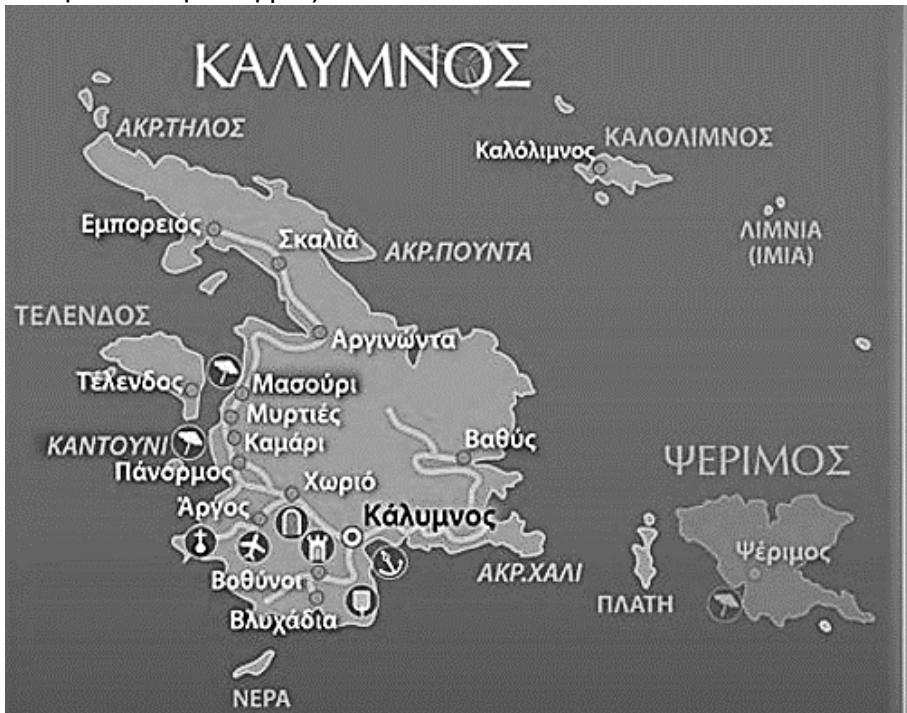 ΚΑΛΥΜΝΟΣ
ΑΚΡ.ΤΗΛΟΣ
ΚΑΛΟΛΙΜΝΟΣ
Καλόλιμνος
Εμπορειός
Σκαλιά
ΑΚΡ.ΠΟΥΝΤΑ
ΛΙΜΝΙΑ
(ΙΜΙΑ)
ΤΕΛΕΝΔΟΣ
Αργινώντα
Τέλενδος
Μασούρι
Μυρτιές
ΚΑΝΤΟΥΝΙ
Καμάρι
Βαθύς
Πάνορμος
ΨΕΡΙΜΟΣ
Χωριό
Άργος
Κάλυμνος
Ψέριμος
ΑΚΡ.ΧΑΛΙ
Βοθύνοι
ΠΛΑΤΗ
Βλυχάδια
ΝΕΡΑ